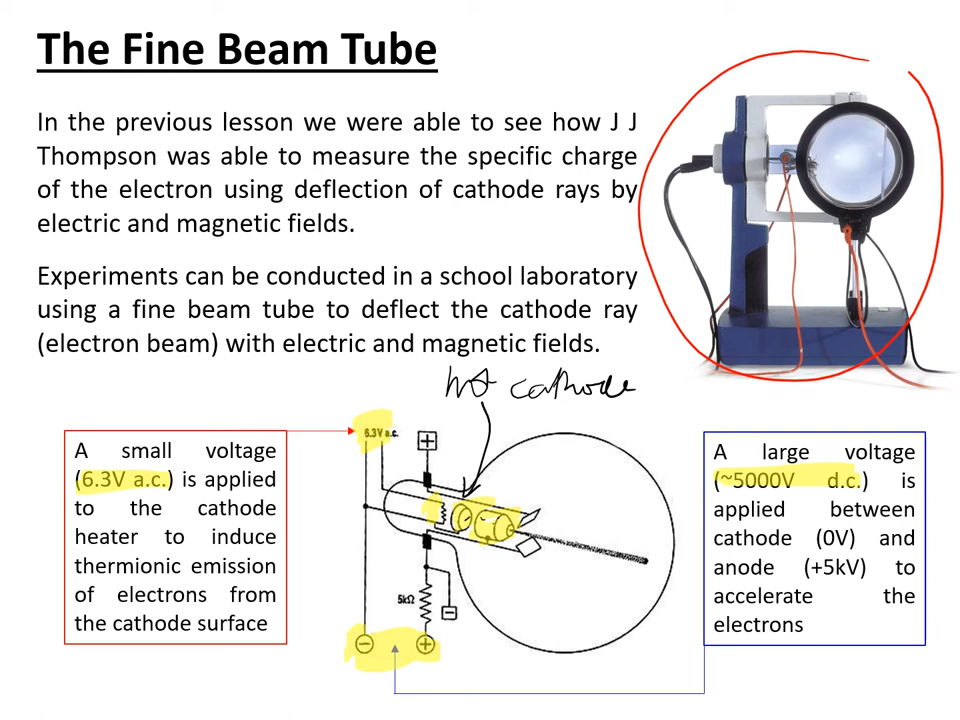 The Fine Beam Tube
In the previous lesson we were able to see how J J
Thompson was able to measure the specific charge
of the electron using deflection of cathode rays by
electric and magnetic fields.
Experiments can be conducted in a school laboratory
using a fine beam tube to deflect the cathode ray
(electron beam) with electric and magnetic fields.
hot cathode
A small voltage
(6.3V a.c.) is applied
to the cathode
heater to induce
thermionic emission
of electrons from
the cathode surface
6.3V a.c.
+
5kΩ
−
− +
A large voltage
(~5000V d.c.) is
applied between
cathode (0V) and
anode (+5kV) to
accelerate the
electrons